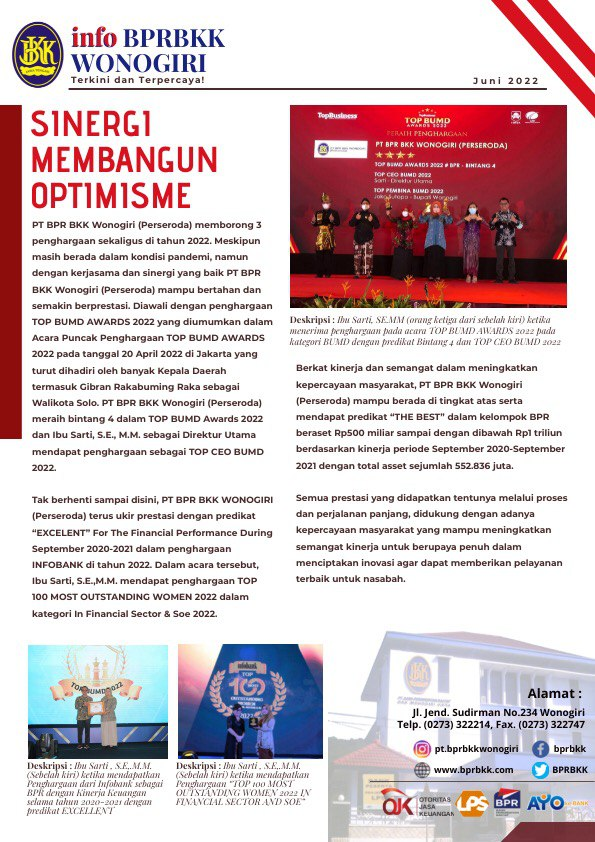 info BPRBKK
WONOGIRI
Terkini dan Terpercaya!
Juni 2022
SINERGI
MEMBANGUN
OPTIMISME
PT BPR BKK Wonogiri (Perseroda) memborong 3
penghargaan sekaligus di tahun 2022. Meskipun
masih berada dalam kondisi pandemi, namun
dengan kerjasama dan sinergi yang baik PT BPR
BKK Wonogiri (Perseroda) mampu bertahan dan
semakin berprestasi. Diawali dengan penghargaan
TOP BUMD AWARDS 2022 yang diumumkan dalam
Acara Puncak Penghargaan TOP BUMD AWARDS
2022 pada tanggal 20 April 2022 di Jakarta yang
turut dihadiri oleh banyak Kepala Daerah
termasuk Gibran Rakabuming Raka sebagai
Walikota Solo. PT BPR BKK Wonogiri (Perseroda)
meraih bintang 4 dalam TOP BUMD Awards 2022
dan Ibu Sarti, S.E., M.M. sebagai Direktur Utama
mendapat penghargaan sebagai TOP CEO BUMD
2022.
Tak berhenti sampai disini, PT BPR BKK WONOGIRI
(Perseroda) terus ukir prestasi dengan predikat
“EXCELENT” For The Financial Performance During
September 2020-2021 dalam penghargaan
INFOBANK di tahun 2022. Dalam acara tersebut,
Ibu Sarti, S.E.,M.M. mendapat penghargaan TOP
100 MOST OUTSTANDING WOMEN 2022 dalam
kategori In Financial Sector & Soe 2022.
TopBusiness
TOP BUMD
AWARDS 2022
PERAIH PENGHARGAAN
PT BPR BKK WONOGIRI (PERSERODA)
TOP BUMD AWARDS 2022 # BPR - BINTANG 4
TOP CEO BUMD 2022
Sarti - Direktur Utama
TOP PEMBINA BUMD 2022
Joko Sutopo - Bupati Wonogiri
Deskripsi : Ibu Sarti, SE.MM (orang ketiga dari sebelah kiri) ketika
menerima penghargaan pada acara TOP BUMD AWARDS 2022 pada
kategori BUMD dengan predikat Bintang 4 dan TOP CEO BUMD 2022
Berkat kinerja dan semangat dalam meningkatkan
kepercayaan masyarakat, PT BPR BKK Wonogiri
(Perseroda) mampu berada di tingkat atas serta
mendapat predikat “THE BEST” dalam kelompok BPR
beraset Rp500 miliar sampai dengan dibawah Rp1 triliun
berdasarkan kinerja periode September 2020-September
2021 dengan total asset sejumlah 552.836 juta.
Semua prestasi yang didapatkan tentunya melalui proses
dan perjalanan panjang, didukung dengan adanya
kepercayaan masyarakat yang mampu meningkatkan
semangat kinerja untuk berupaya penuh dalam
menciptakan inovasi agar dapat memberikan pelayanan
terbaik untuk nasabah.
TOP BUMD 2022
Deskripsi : Ibu Sarti , S.E,.M.M.
(Sebelah kiri) ketika mendapatkan
Penghargaan dari Infobank sebagai
BPR dengan Kinerja Keuangan
selama tahun 2020-2021 dengan
predikat EXCELLENT
infobank
TOP
100
2022
Deskripsi : Ibu Sarti , S.E,.M.M.
(Sebelah kiri) ketika mendapatkan
Penghargaan “TOP 100 MOST
OUTSTANDING WOMEN 2022 IN
FINANCIAL SECTOR AND SOE”
Alamat :
Jl. Jend. Sudirman No.234 Wonogiri
Telp. (0273) 322214, Fax. (0273) 322747
pt.bprbkkwonogiri
bprbkk
www.bprbkk.com
BPRBKK
OJK OTORITAS
JASA
KEUANGAN
LPS
BPR
AYO ke BANK